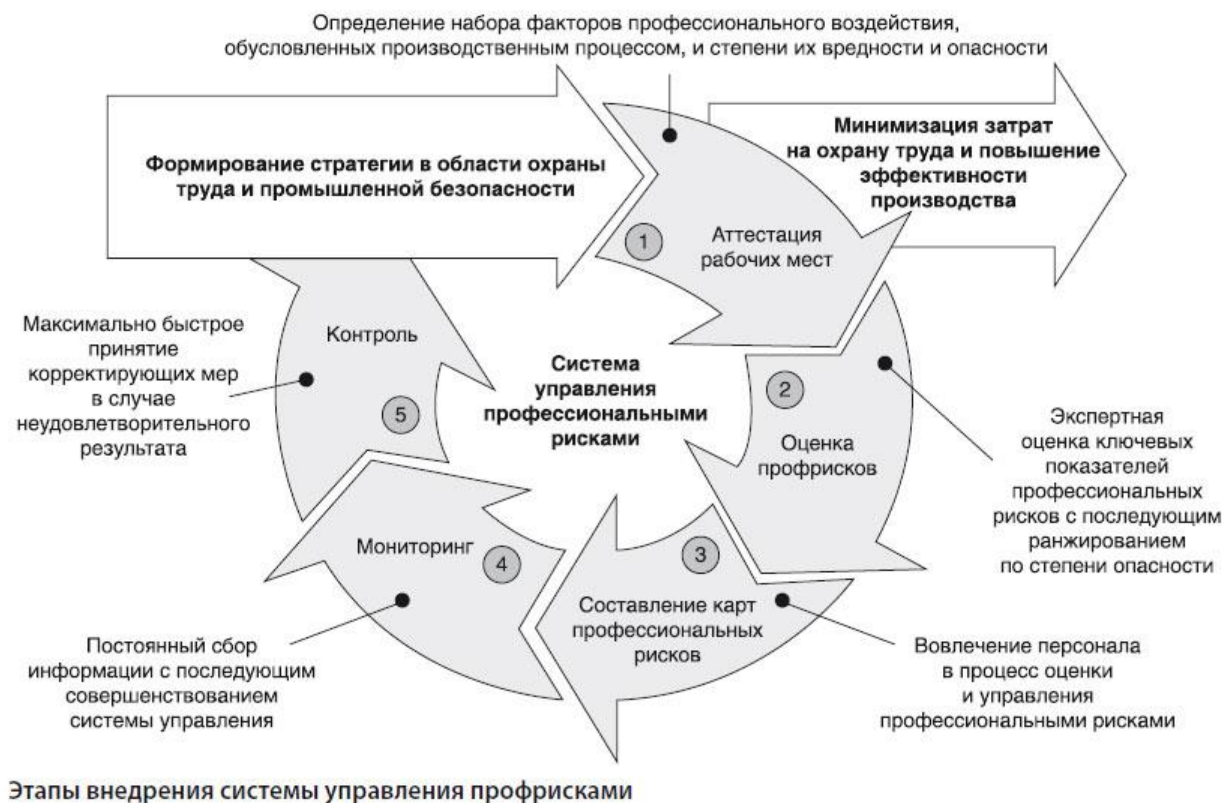 Определение набора факторов профессионального воздействия,
обусловленных производственным процессом, и степени их вредности и опасности
Формирование стратегии в области охраны
труда и промышленной безопасности
Минимизация затрат
на охрану труда и повышение
эффективности
производства
1
Аттестация
рабочих мест
Максимально быстрое
принятие
корректирующих мер
в случае
неудовлетворительного
результата
Контроль
5
Система
управления
профессиональными
рисками
2
Оценка
профрисков
Экспертная
оценка ключевых
показателей
профессиональных
рисков с последующим
ранжированием
по степени опасности
Мониторинг
4
3
Составление карт
профессиональных
рисков
Постоянный сбор
информации с последующим
совершенствованием
системы управления
Вовлечение персонала
в процесс оценки
и управления
профессиональными рисками
Этапы внедрения системы управления профрисками